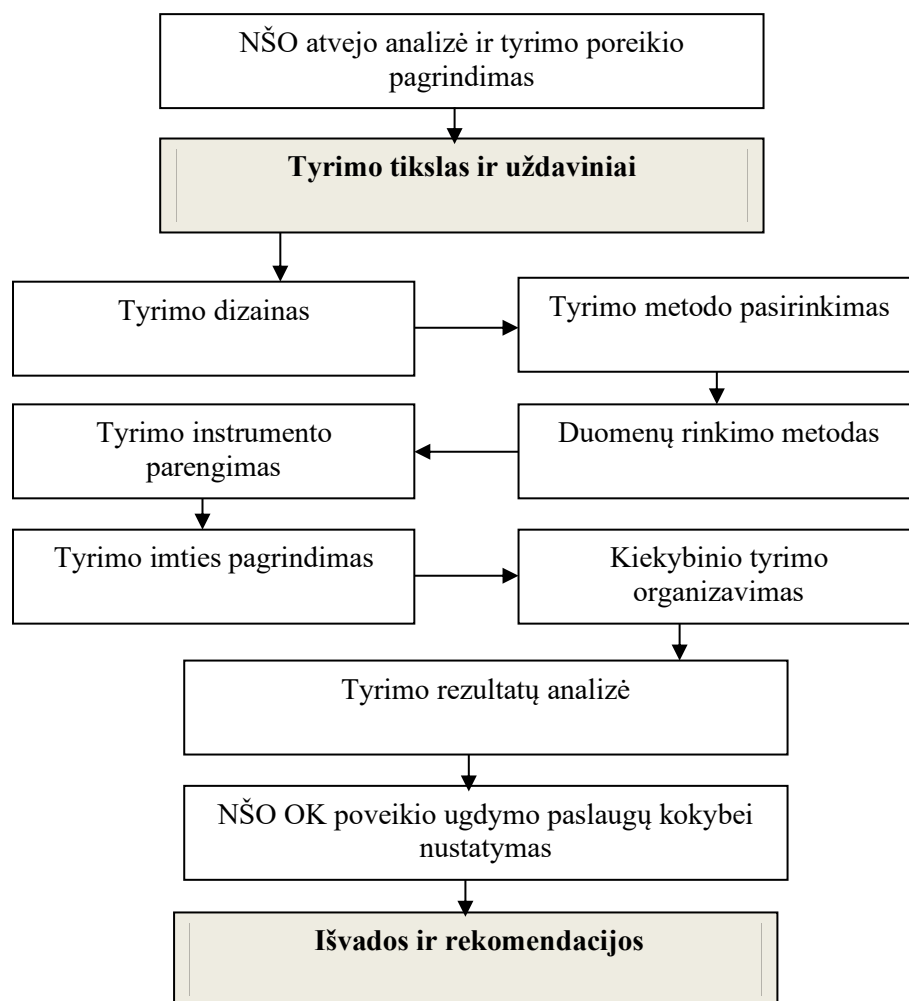 NŠO atvejo analizė ir tyrimo poreikio
pagrindimas
Tyrimo tikslas ir uždaviniai
Tyrimo dizainas
Tyrimo metodo pasirinkimas
Duomenų rinkimo metodas
Tyrimo instrumento
parengimas
Tyrimo imties pagrindimas
Kiekybinio tyrimo
organizavimas
Tyrimo rezultatų analizė
NŠO OK poveikio ugdymo paslaugų kokybei
nustatymas
Išvados ir rekomendacijos